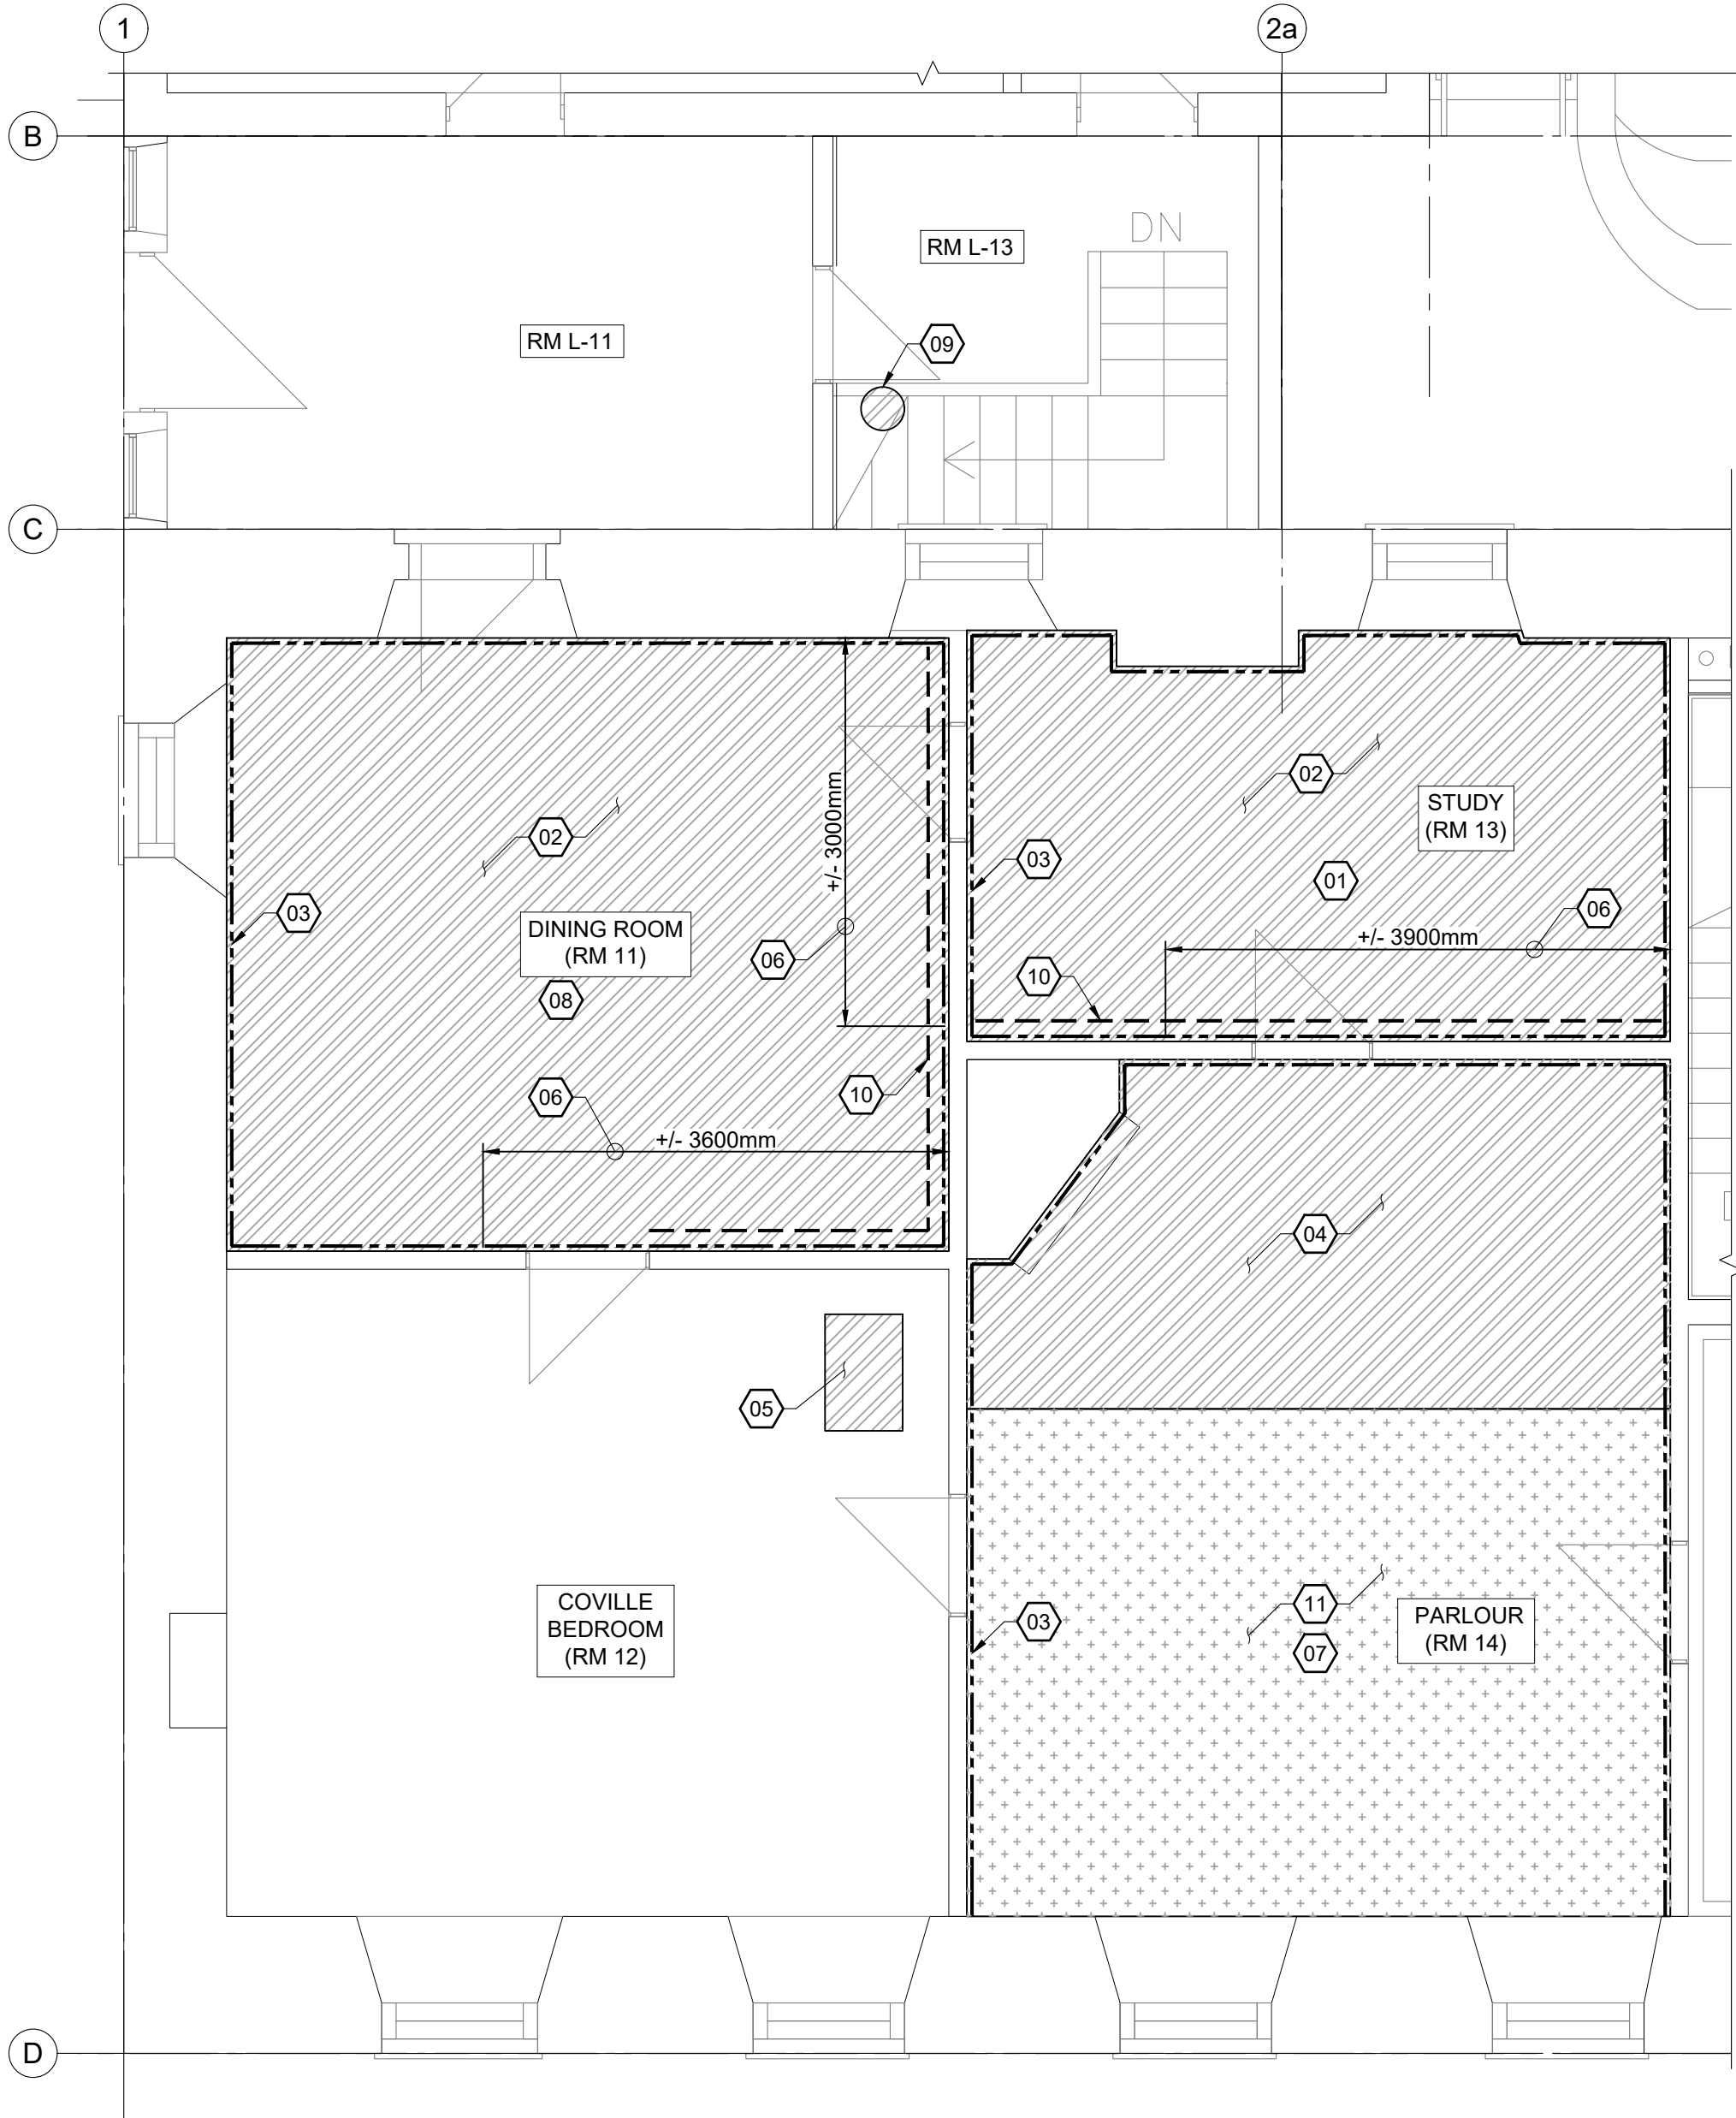 1
2a
B
DN
RM L-13
RM L-11
09
C
02
02
STUDY
(RM 13)
+/- 3000mm
03
01
03
06
DINING ROOM
(RM 11)
+/- 3900mm
06
10
08
10
06
+/- 3600mm
04
05
COVILLE
BEDROOM
(RM 12)
11
PARLOUR
(RM 14)
03
07
D